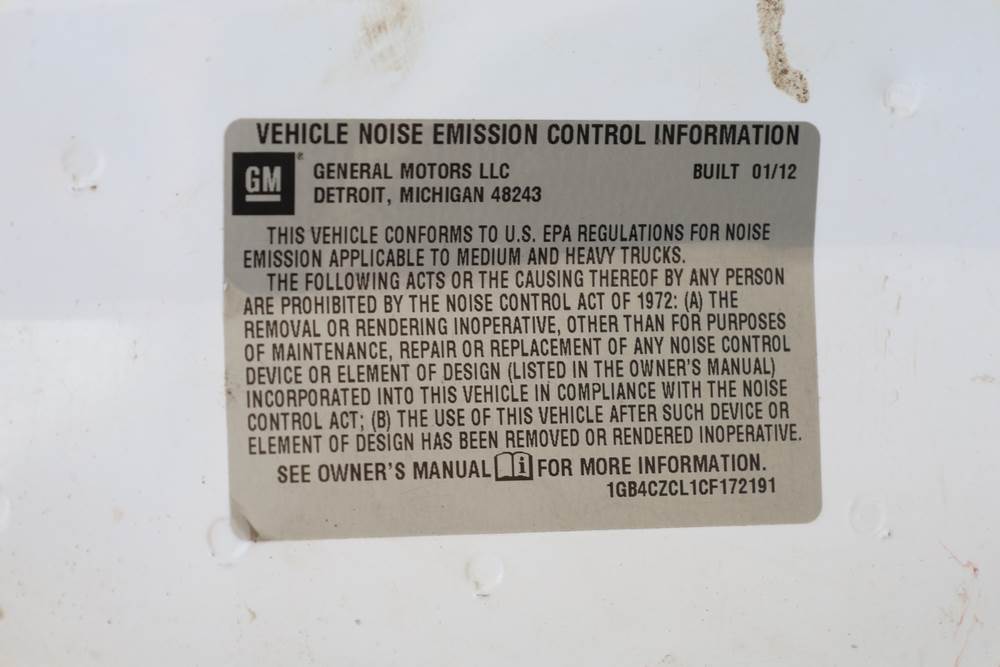 VEHICLE NOISE EMISSION CONTROL INFORMATION
GM®
GENERAL MOTORS LLC
BUILT 01/12
DETROIT, MICHIGAN 48243
THIS VEHICLE CONFORMS TO U.S. EPA REGULATIONS FOR NOISE
EMISSION APPLICABLE TO MEDIUM AND HEAVY TRUCKS.
THE FOLLOWING ACTS OR THE CAUSING THEREOF BY ANY PERSON
ARE PROHIBITED BY THE NOISE CONTROL ACT OF 1972: (A) THE
REMOVAL OR RENDERING INOPERATIVE, OTHER THAN FOR PURPOSES
OF MAINTENANCE, REPAIR OR REPLACEMENT OF ANY NOISE CONTROL
DEVICE OR ELEMENT OF DESIGN (LISTED IN THE OWNER'S MANUAL)
INCORPORATED INTO THIS VEHICLE IN COMPLIANCE WITH THE NOISE
CONTROL ACT; (B) THE USE OF THIS VEHICLE AFTER SUCH DEVICE OR
ELEMENT OF DESIGN HAS BEEN REMOVED OR RENDERED INOPERATIVE.
SEE OWNER'S MANUAL i FOR MORE INFORMATION.
1GB4CZCL1CF172191